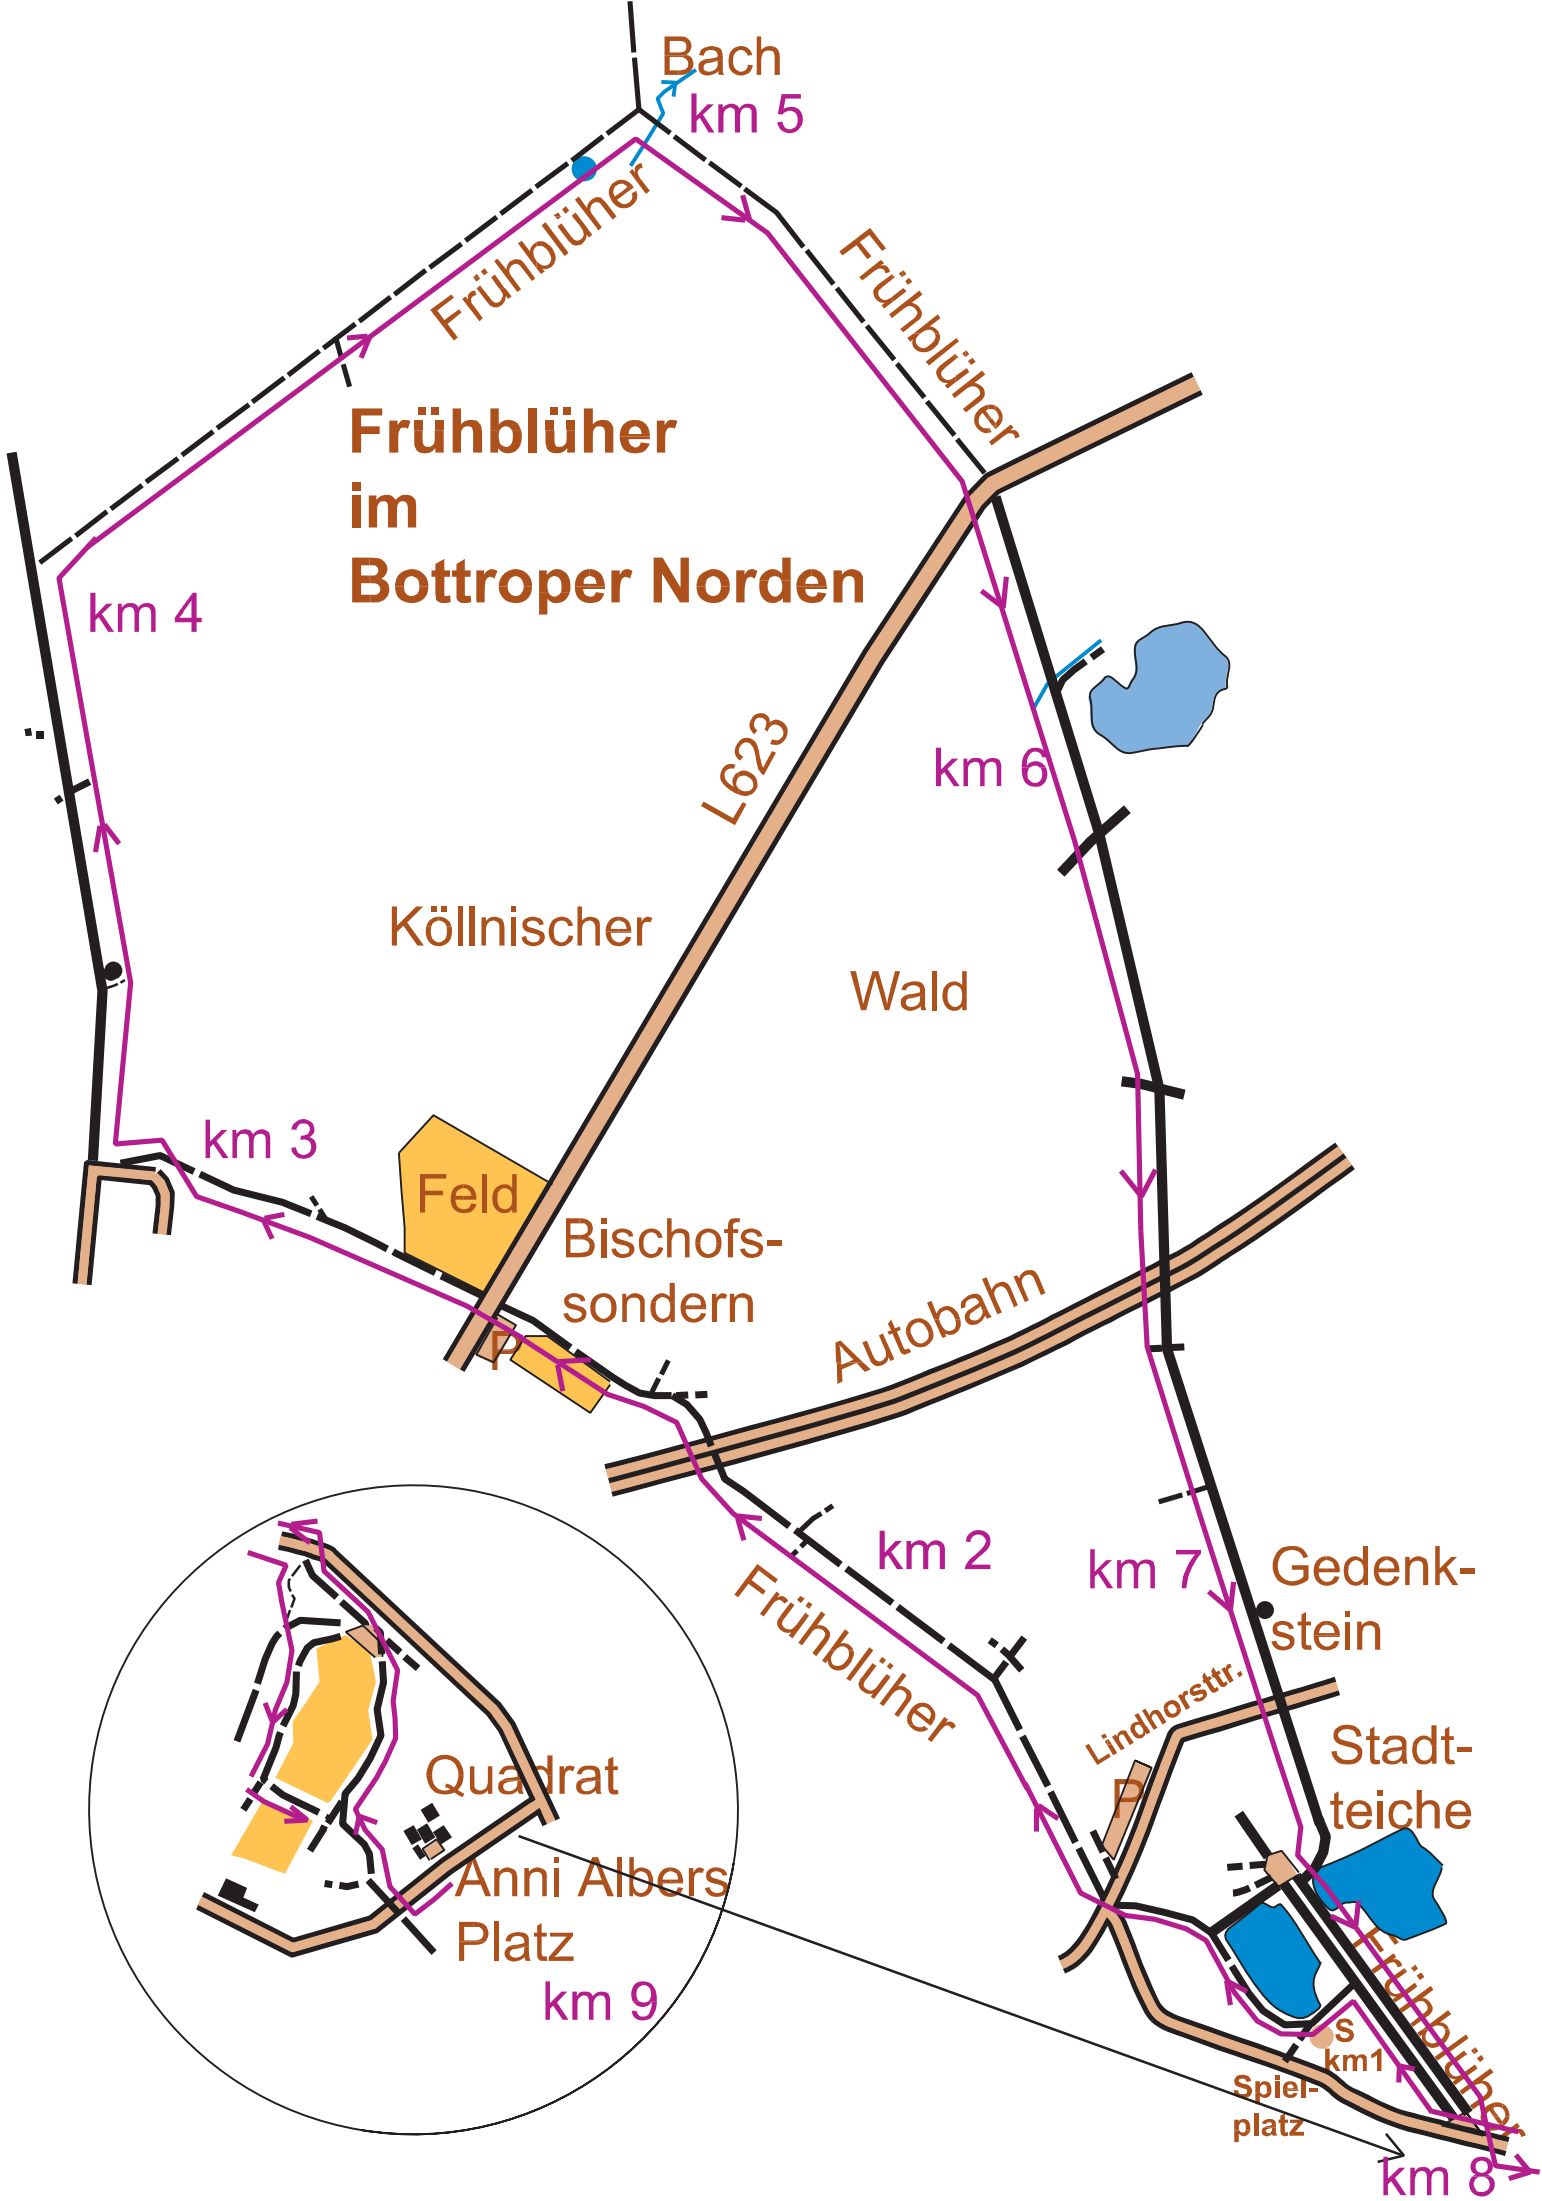 Bach
km 5
Frühblüher
Frühblüher
Frühblüher
im
Bottroper Norden
km 4
L623
km 6
Köllnischer
Wald
km 3
Feld
Bischofs-
sondern
P
Autobahn
km 2
km 7
Gedenk-
stein
Frühblüher
Lindhorsttr.
P
Stadt-
teiche
Quadrat
Anni Albers
Platz
km 9
Frühblüher
S
km1
Spiel-
platz
km 8